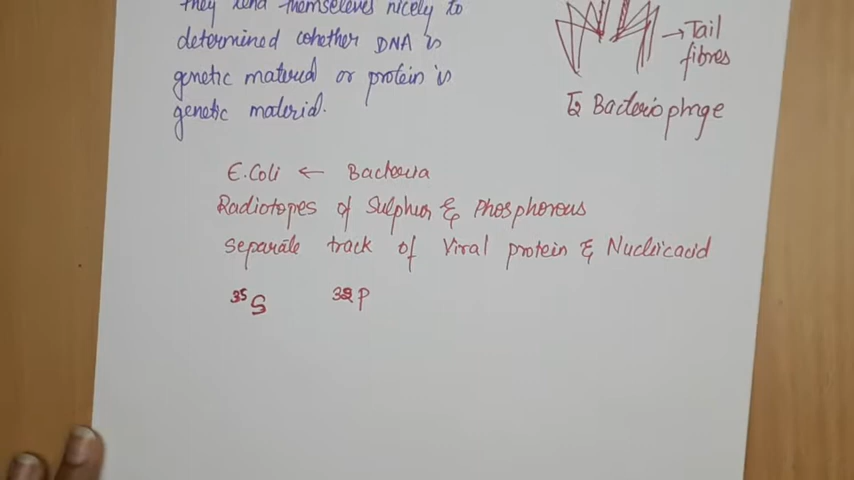 they lend themselves nicely to
determined whether DNA is
genetic material or protein is
genetic material.
→Tail
fibres
T2 Bacteriophage
E.Coli ← Bacteria
Radiotopes of Sulphur & Phosphorous
Separate track of Viral protein & Nucleicacid
35S 32P